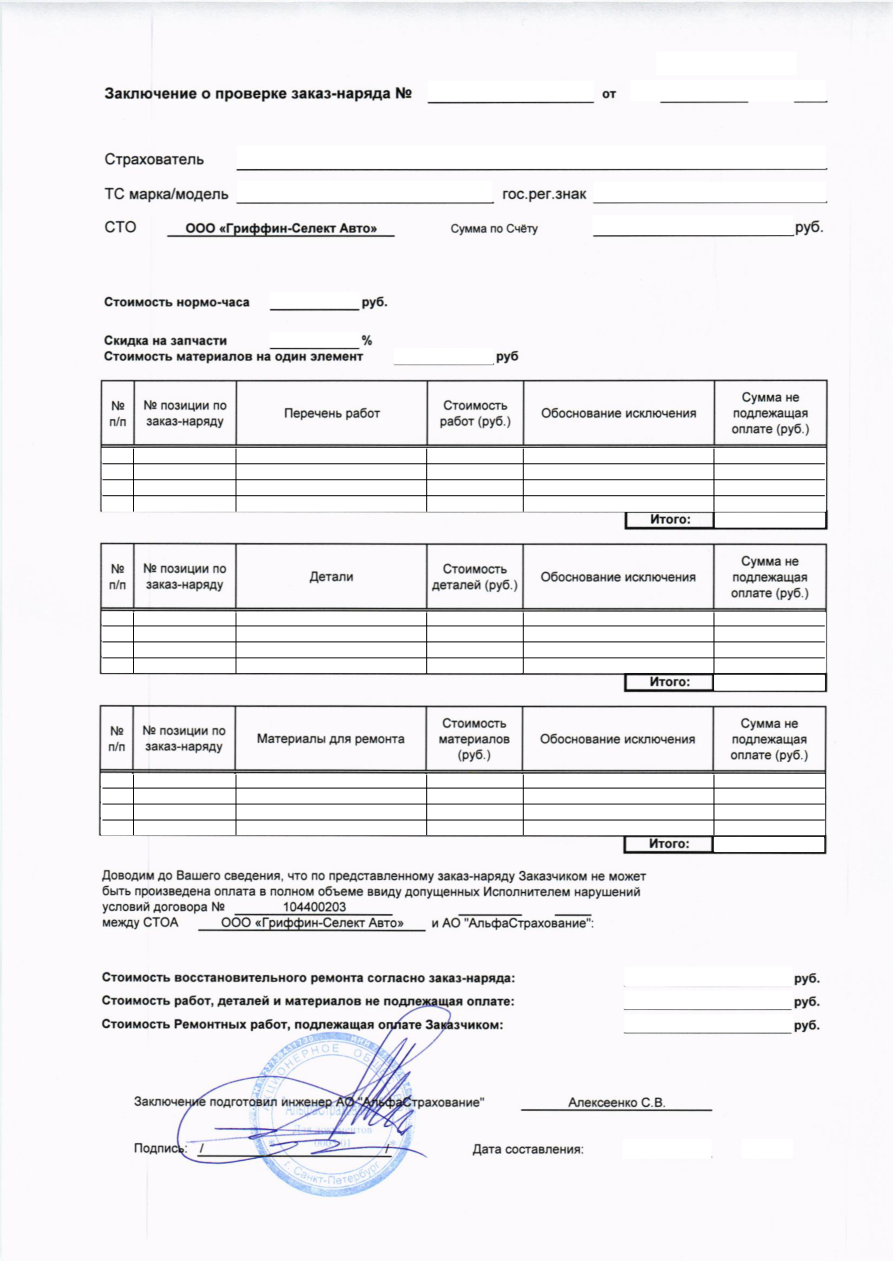 Заключение о проверке заказ-наряда № от
Страхователь
ТС марка/модель гос.рег.знак
СТО ООО «Гриффин-Селект Авто» Сумма по Счёту руб.
Стоимость нормо-часа руб.
Скидка на запчасти %
Стоимость материалов на один элемент руб
№ п/п № позиции по заказ-наряду Перечень работ Стоимость работ (руб.) Обоснование исключения Сумма не подлежащая оплате (руб.)
Итого:
№ п/п № позиции по заказ-наряду Детали Стоимость деталей (руб.) Обоснование исключения Сумма не подлежащая оплате (руб.)
Итого:
№ п/п № позиции по заказ-наряду Материалы для ремонта Стоимость материалов (руб.) Обоснование исключения Сумма не подлежащая оплате (руб.)
Итого:
Доводим до Вашего сведения, что по представленному заказ-наряду Заказчиком не может
быть произведена оплата в полном объеме ввиду допущенных Исполнителем нарушений
условий договора № 104400203
между СТОА ООО «Гриффин-Селект Авто» и АО "АльфаСтрахование":
Стоимость восстановительного ремонта согласно заказ-наряда: руб.
Стоимость работ, деталей и материалов не подлежащая оплате: руб.
Стоимость Ремонтных работ, подлежащая оплате Заказчиком: руб.
Заключение подготовил инженер АО "АльфаСтрахование" Алексеенко С.В.
Подпись: / / Дата составления:
г. Санкт-Петербург